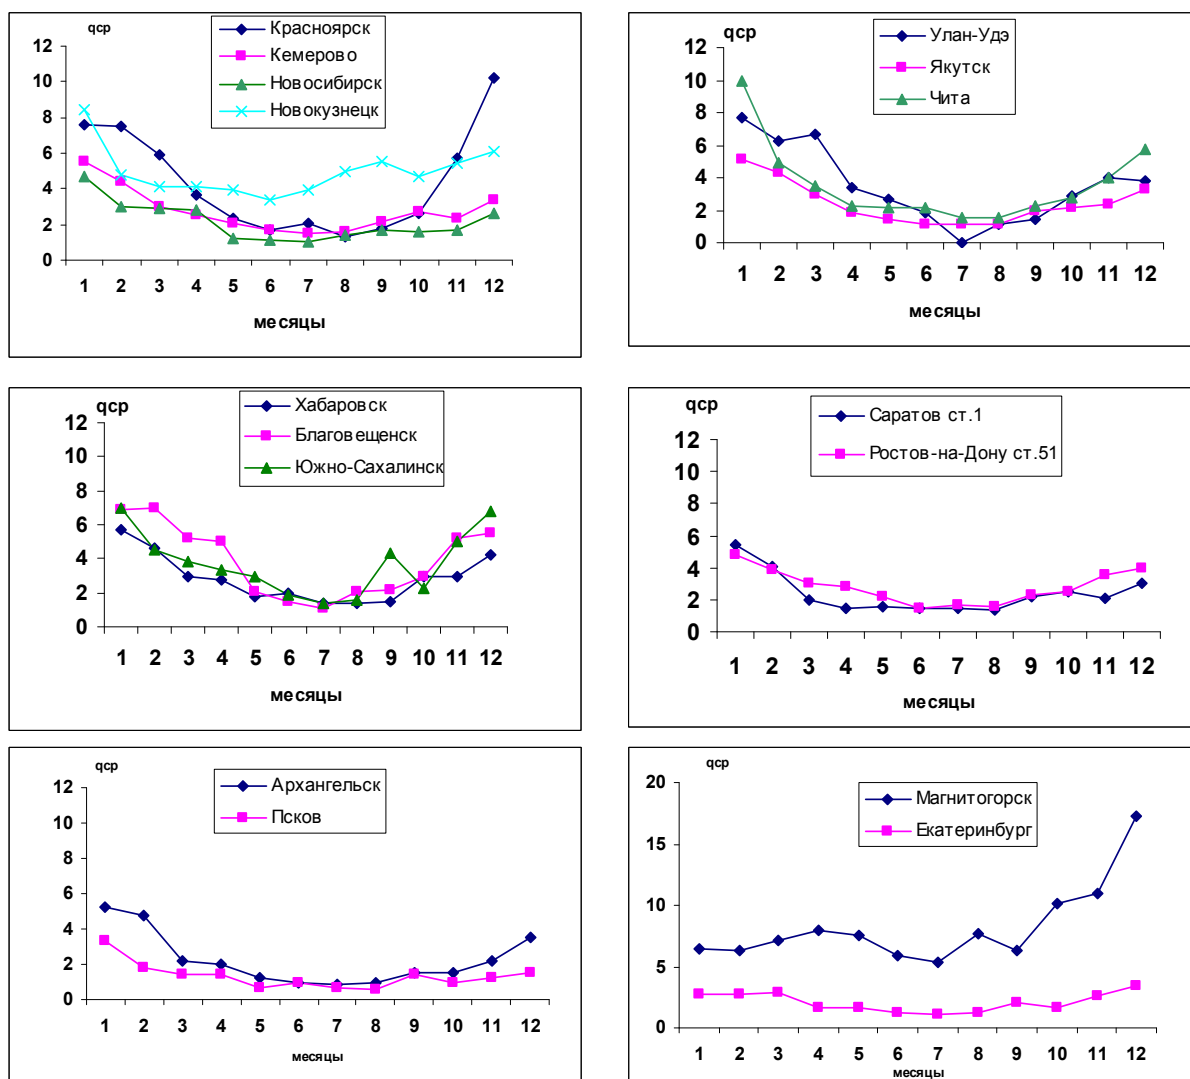 qcp
Красноярск
Кемерово
Новосибирск
Новокузнецк
12
10
8
6
4
2
0
1 2 3 4 5 6 7 8 9 10 11 12
месяцы
qcp
Улан-Удэ
Якутск
Чита
12
10
8
6
4
2
0
1 2 3 4 5 6 7 8 9 10 11 12
месяцы
qcp
Хабаровск
Благовещенск
Южно-Сахалинск
12
10
8
6
4
2
0
1 2 3 4 5 6 7 8 9 10 11 12
месяцы
qcp
Саратов ст.1
Ростов-на-Дону ст.51
12
10
8
6
4
2
0
1 2 3 4 5 6 7 8 9 10 11 12
месяцы
qcp
Архангельск
Псков
12
10
8
6
4
2
0
1 2 3 4 5 6 7 8 9 10 11 12
месяцы
qcp
Магнитогорск
Екатеринбург
20
15
10
5
0
1 2 3 4 5 6 7 8 9 10 11 12
месяцы